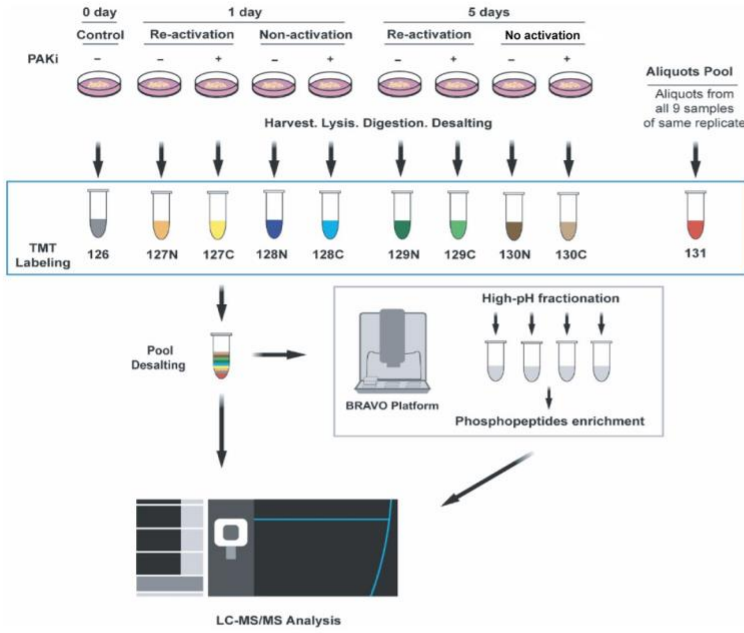 0 day 1 day 5 days
Control Re-activation Non-activation Re-activation No activation
PAKi – – + – + – + – +
Aliquots Pool
Aliquots from
all 9 samples
of same replicate
Harvest. Lysis. Digestion. Desalting
TMT
Labeling
126 127N 127C 128N 128C 129N 129C 130N 130C 131
High-pH fractionation
Pool
Desalting
BRAVO Platform
Phosphopeptides enrichment
LC-MS/MS Analysis